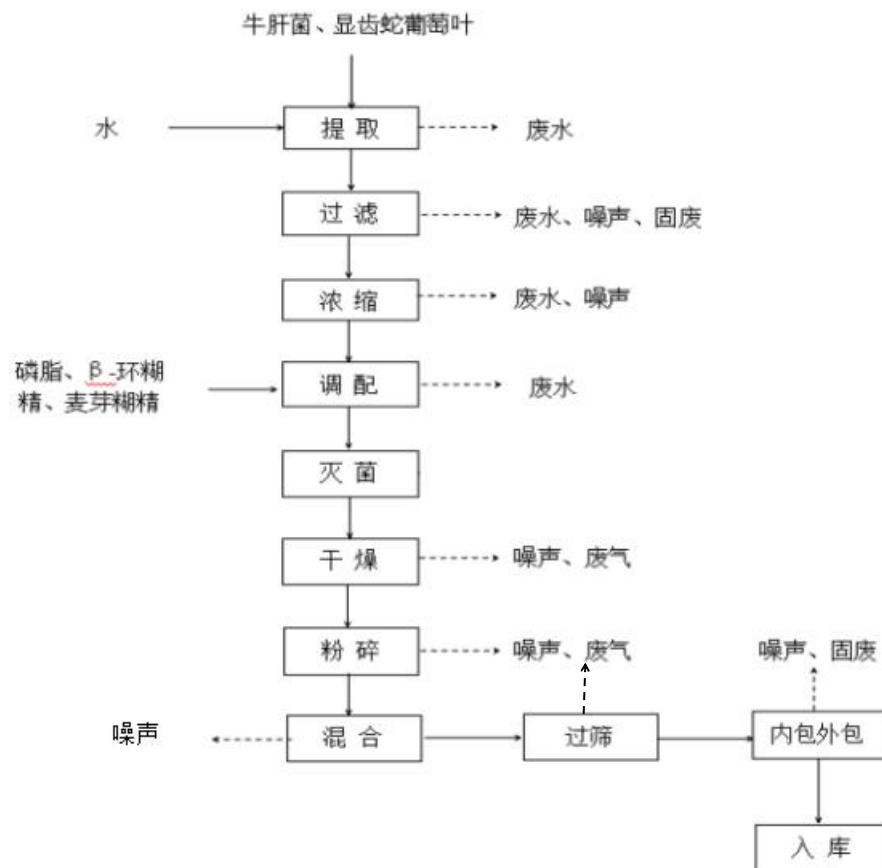 牛肝菌、显齿蛇葡萄叶
水
提 取
废水
过 滤
废水、噪声、固废
浓 缩
废水、噪声
磷脂、β-环糊
精、麦芽糊精
调 配
废水
灭 菌
干 燥
噪声、废气
粉 碎
噪声、废气
噪声、固废
噪声
混 合
过筛
内包外包
入 库